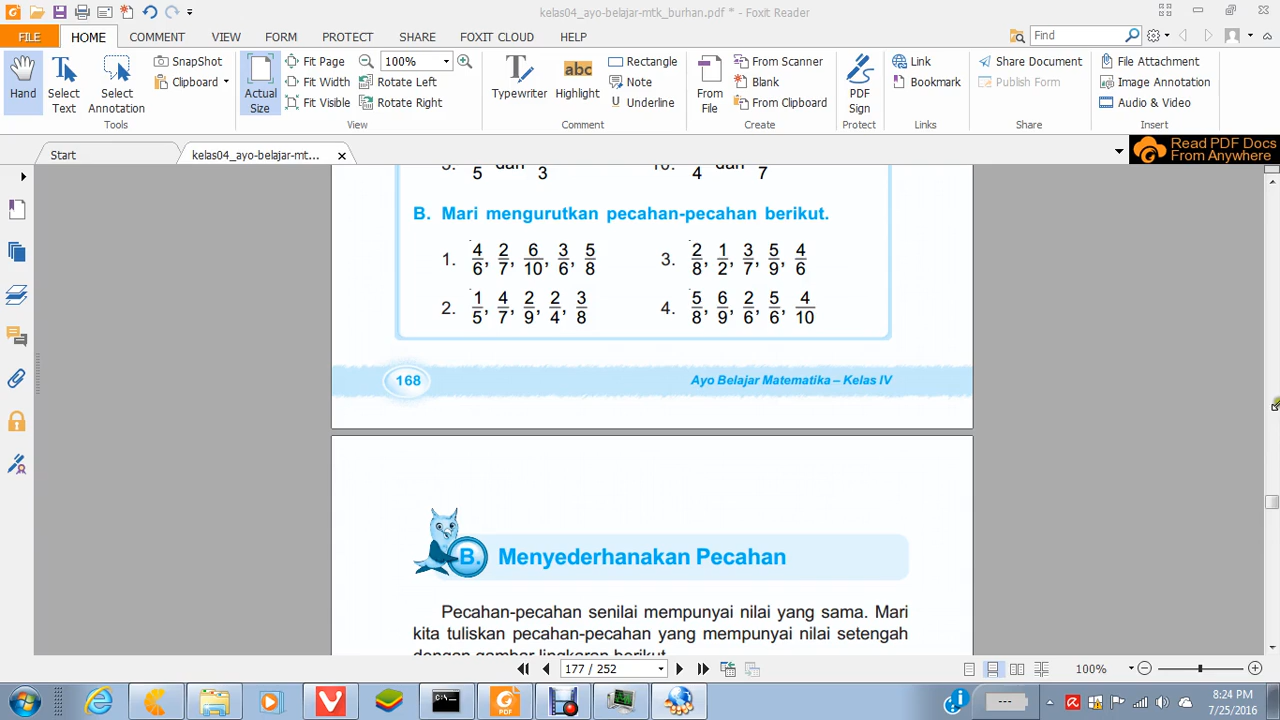 kelas04_ayo-belajar-mtk_burhan.pdf * - Foxit Reader
FILE HOME COMMENT VIEW FORM PROTECT SHARE FOXIT CLOUD HELP Find
Hand
Select Text
Select Annotation
SnapShot
Clipboard
Tools
Actual Size
Fit Page
Fit Width
Fit Visible
100%
Rotate Left
Rotate Right
View
Typewriter
abc
Highlight
Rectangle
Note
Underline
Comment
From File
From Scanner
Blank
From Clipboard
Create
PDF Sign
Protect
Link
Bookmark
Links
Share Document
Publish Form
Share
File Attachment
Image Annotation
Audio & Video
Insert
Start kelas04_ayo-belajar-mt...
Read PDF Docs
From Anywhere
B. Mari mengurutkan pecahan-pecahan berikut.
1. 4/6, 2/7, 6/10, 3/6, 5/8
2. 1/5, 4/7, 2/9, 2/4, 3/8
3. 2/8, 1/2, 3/7, 5/9, 4/6
4. 5/8, 6/9, 2/6, 5/6, 4/10
168 Ayo Belajar Matematika – Kelas IV
B. Menyederhanakan Pecahan
Pecahan-pecahan senilai mempunyai nilai yang sama. Mari
kita tuliskan pecahan-pecahan yang mempunyai nilai setengah
dengan gambar lingkaran berikut.
177 / 252 100%
8:24 PM
7/25/2016